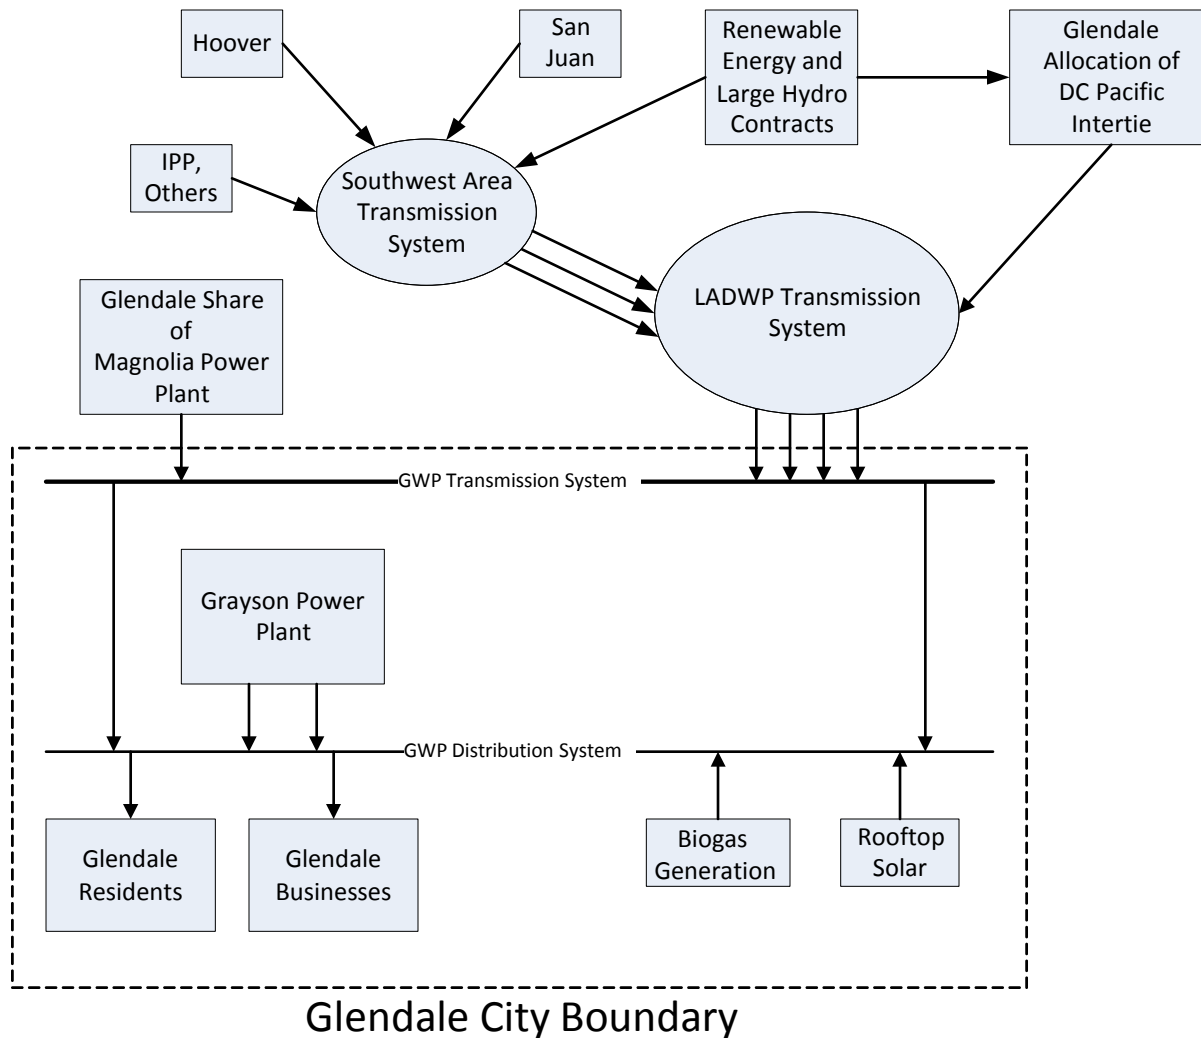 Hoover
San
Juan
Renewable
Energy and
Large Hydro
Contracts
Glendale
Allocation of
DC Pacific
Intertie
IPP,
Others
Southwest Area
Transmission
System
LADWP Transmission
System
Glendale Share
of
Magnolia Power
Plant
GWP Transmission System
Grayson Power
Plant
GWP Distribution System
Glendale
Residents
Glendale
Businesses
Biogas
Generation
Rooftop
Solar
Glendale City Boundary